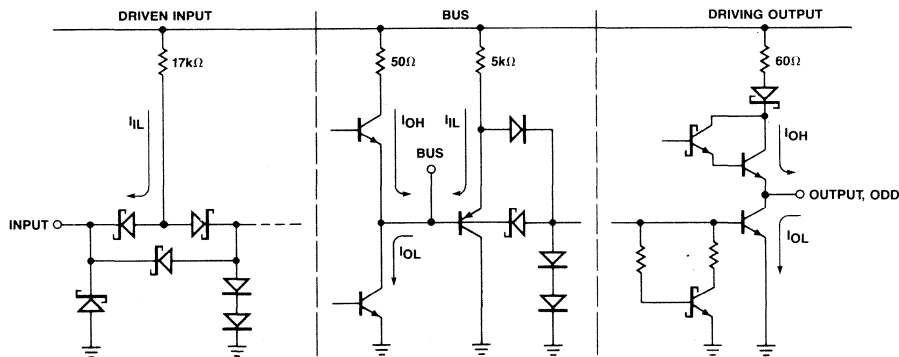 DRIVEN INPUT
BUS
DRIVING OUTPUT
17kΩ
50Ω
5kΩ
60Ω
IIL
IOH
IIL
IOH
BUS
INPUT
OUTPUT, ODD
IOL
IOL